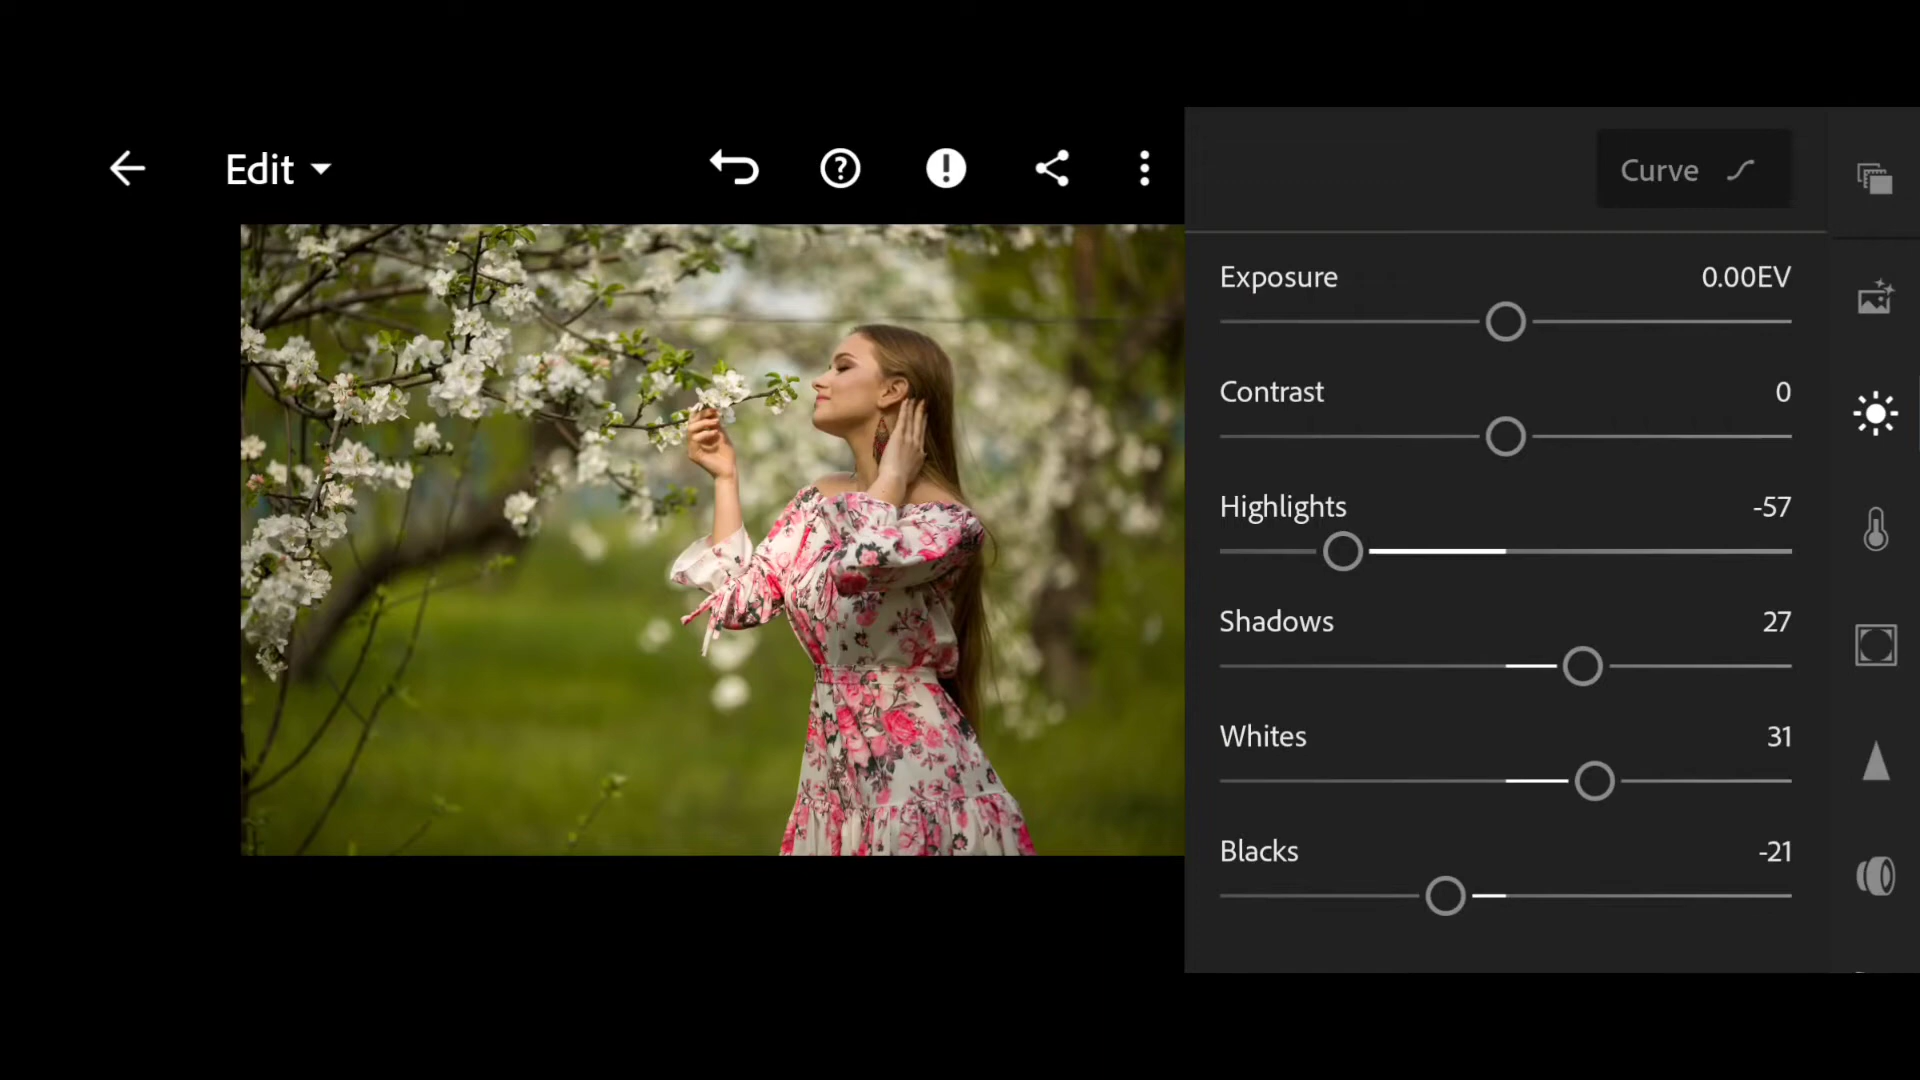 Edit
Curve
Exposure 0.00EV
Contrast 0
Highlights -57
Shadows 27
Whites 31
Blacks -21